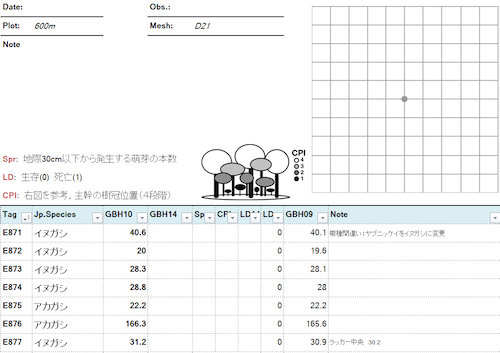 Date: Obs.:
Plot: 600m Mesh: D21
Note
Spr: 地際30cm以下から発生する萌芽の本数
LD: 生存(0) 死亡(1)
CPI: 右図を参考，主幹の樹冠位置（4段階）
CPI
4
3
2
1
Tag Jp.Species GBH10 GBH14 Sp CPI LD LD GBH09 Note
E871 イヌガシ 40.6 0 40.1 樹種間違い：ヤブニッケイをイヌガシに変更
E872 イヌガシ 20 0 19.6
E873 イヌガシ 28.3 0 28.1
E874 イヌガシ 28.8 0 28
E875 アカガシ 22.2 0 22.2
E876 アカガシ 166.3 0 165.6
E877 イヌガシ 31.2 0 30.9 ラッカー中央 30.2